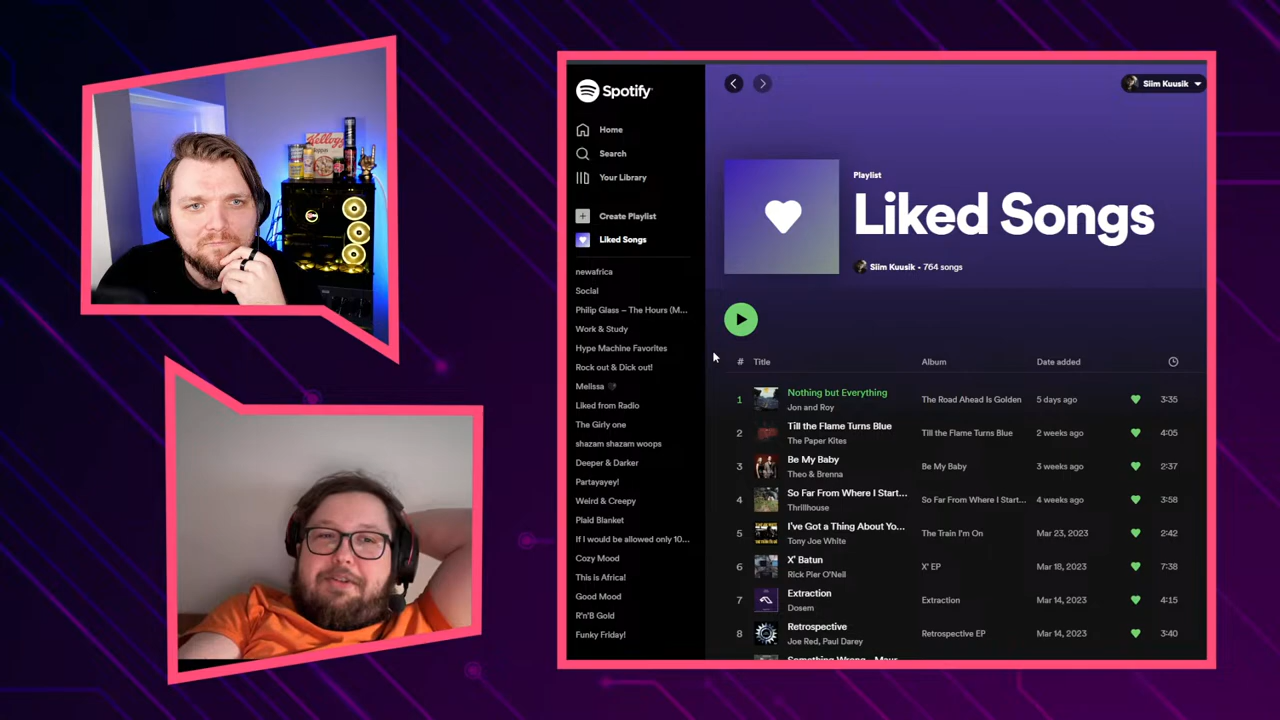 Kellogg's
Spotify
Home
Search
Your Library
Create Playlist
Liked Songs
newafrica
Social
Philip Glass – The Hours (M...
Work & Study
Hype Machine Favorites
Rock out & Dick out!
Melissa 🖤
Liked from Radio
The Girly one
shazam shazam woops
Deeper & Darker
Partayayey!
Weird & Creepy
Plaid Blanket
If I would be allowed only 10...
Cozy Mood
This is Africa!
Good Mood
R'n'B Gold
Funky Friday!
Siim Kuusik
Playlist
Liked Songs
Siim Kuusik • 764 songs
# Title Album Date added
1 Nothing but Everything The Road Ahead Is Golden 5 days ago 3:35
Jon and Roy
2 Till the Flame Turns Blue Till the Flame Turns Blue 2 weeks ago 4:05
The Paper Kites
3 Be My Baby Be My Baby 3 weeks ago 2:37
Theo & Brenna
4 So Far From Where I Start... So Far From Where I Start... 4 weeks ago 3:58
Thrillhouse
5 I've Got a Thing About Yo... The Train I'm On Mar 23, 2023 2:42
Tony Joe White
6 X' Batun X' EP Mar 18, 2023 7:38
Rick Pier O'Neil
7 Extraction Extraction Mar 14, 2023 4:15
Dosem
8 Retrospective Retrospective EP Mar 14, 2023 3:40
Joe Red, Paul Darey
Something Wrong - Maur...